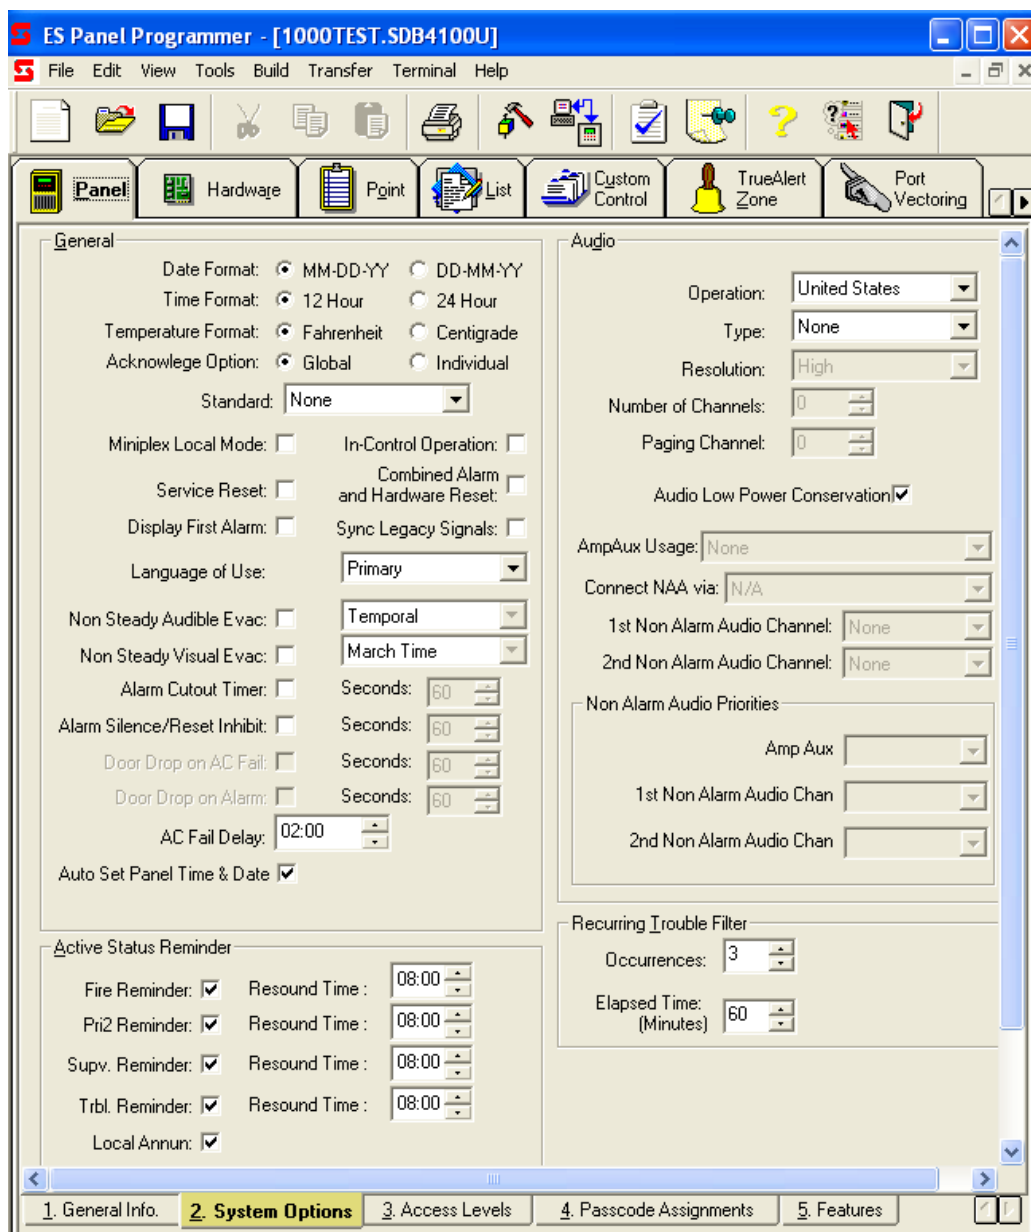 ES Panel Programmer - [1000TEST.SDB4100U]
File Edit View Tools Build Transfer Terminal Help
Panel
Hardware
Point
List
Custom Control
TrueAlert Zone
Port Vectoring
General
Date Format: MM-DD-YY DD-MM-YY
Time Format: 12 Hour 24 Hour
Temperature Format: Fahrenheit Centigrade
Acknowlege Option: Global Individual
Standard: None
Miniplex Local Mode: In-Control Operation:
Service Reset: Combined Alarm and Hardware Reset:
Display First Alarm: Sync Legacy Signals:
Language of Use: Primary
Non Steady Audible Evac: Temporal
Non Steady Visual Evac: March Time
Alarm Cutout Timer: Seconds: 60
Alarm Silence/Reset Inhibit: Seconds: 60
Door Drop on AC Fail: Seconds: 60
Door Drop on Alarm: Seconds: 60
AC Fail Delay: 02:00
Auto Set Panel Time & Date
Active Status Reminder
Fire Reminder: Resound Time : 08:00
Pri2 Reminder: Resound Time : 08:00
Supv. Reminder: Resound Time : 08:00
Trbl. Reminder: Resound Time : 08:00
Local Annun:
Audio
Operation: United States
Type: None
Resolution: High
Number of Channels: 0
Paging Channel: 0
Audio Low Power Conservation
AmpAux Usage: None
Connect NAA via: N/A
1st Non Alarm Audio Channel: None
2nd Non Alarm Audio Channel: None
Non Alarm Audio Priorities
Amp Aux
1st Non Alarm Audio Chan
2nd Non Alarm Audio Chan
Recurring Trouble Filter
Occurrences: 3
Elapsed Time: (Minutes) 60
1. General Info. 2. System Options 3. Access Levels 4. Passcode Assignments 5. Features